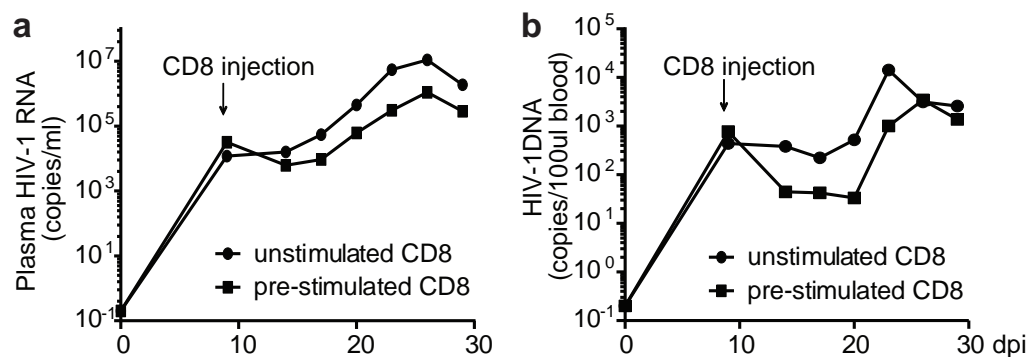 a
Plasma HIV-1 RNA
(copies/ml)
10^7
10^5
10^3
10^1
10^-1
CD8 injection
unstimulated CD8
pre-stimulated CD8
0 10 20 30
b
HIV-1DNA
(copies/100ul blood)
10^5
10^4
10^3
10^2
10^1
10^0
10^-1
CD8 injection
unstimulated CD8
pre-stimulated CD8
0 10 20 30 dpi